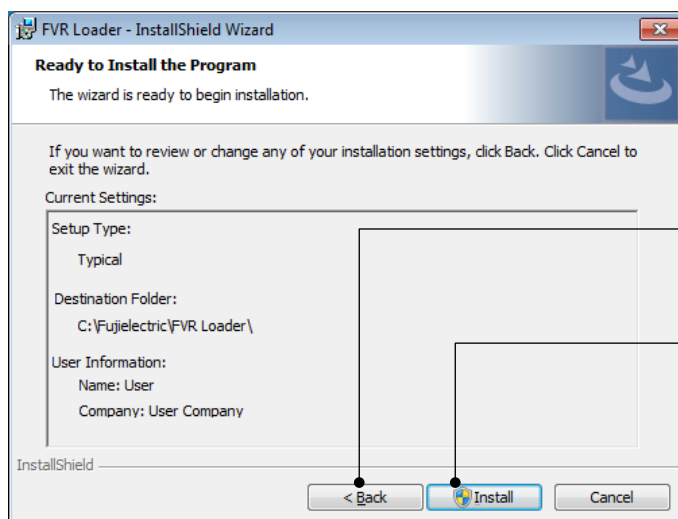 FVR Loader - InstallShield Wizard
Ready to Install the Program
The wizard is ready to begin installation.
If you want to review or change any of your installation settings, click Back. Click Cancel to
exit the wizard.
Current Settings:
Setup Type:
Typical
Destination Folder:
C:\Fujielectric\FVR Loader\
User Information:
Name: User
Company: User Company
InstallShield
< Back
Install
Cancel